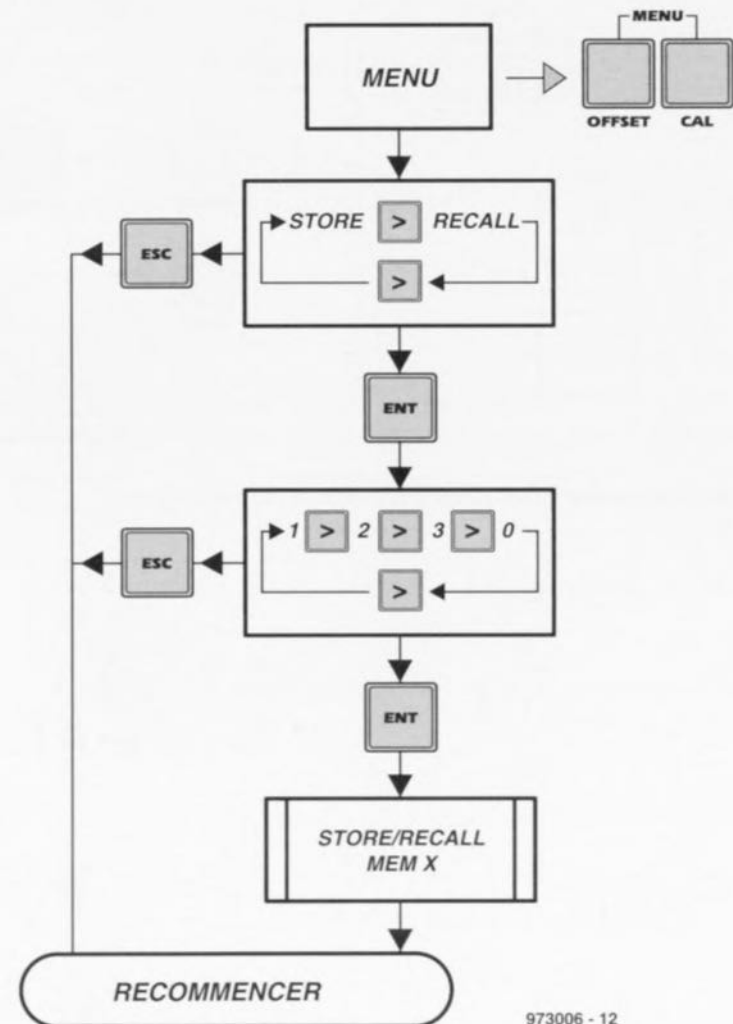 MENU
MENU
OFFSET CAL
STORE > RECALL
ESC
>
ENT
1 > 2 > 3 > 0
ESC
>
ENT
STORE/RECALL
MEM X
RECOMMENCER
973006 - 12